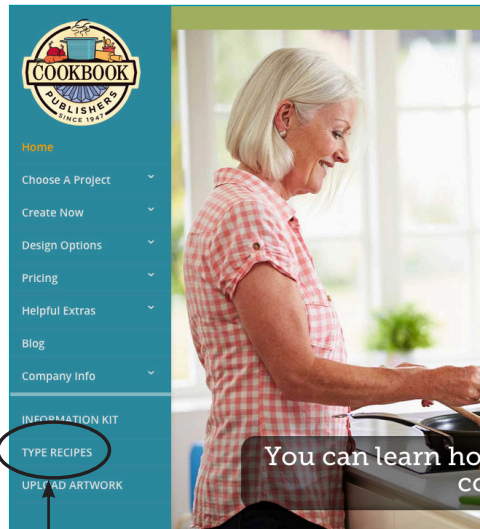 COOKBOOK
PUBLISHERS
SINCE 1947
Home
Choose A Project
Create Now
Design Options
Pricing
Helpful Extras
Blog
Company Info
INFORMATION KIT
TYPE RECIPES
UPLOAD ARTWORK
You can learn ho
co